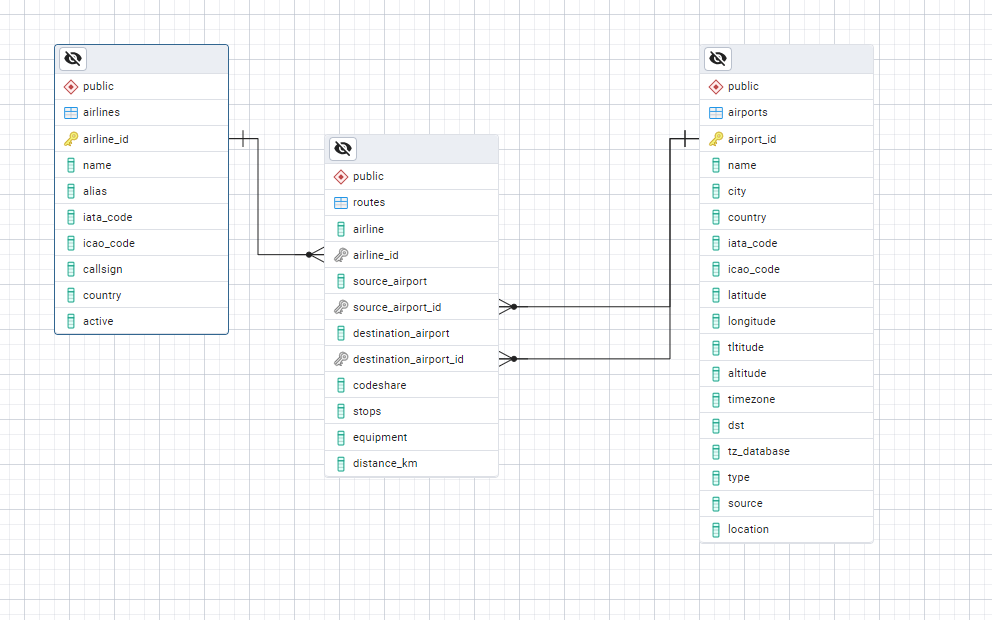 public
airlines
airline_id
name
alias
iata_code
icao_code
callsign
country
active
public
routes
airline
airline_id
source_airport
source_airport_id
destination_airport
destination_airport_id
codeshare
stops
equipment
distance_km
public
airports
airport_id
name
city
country
iata_code
icao_code
latitude
longitude
tltitude
altitude
timezone
dst
tz_database
type
source
location